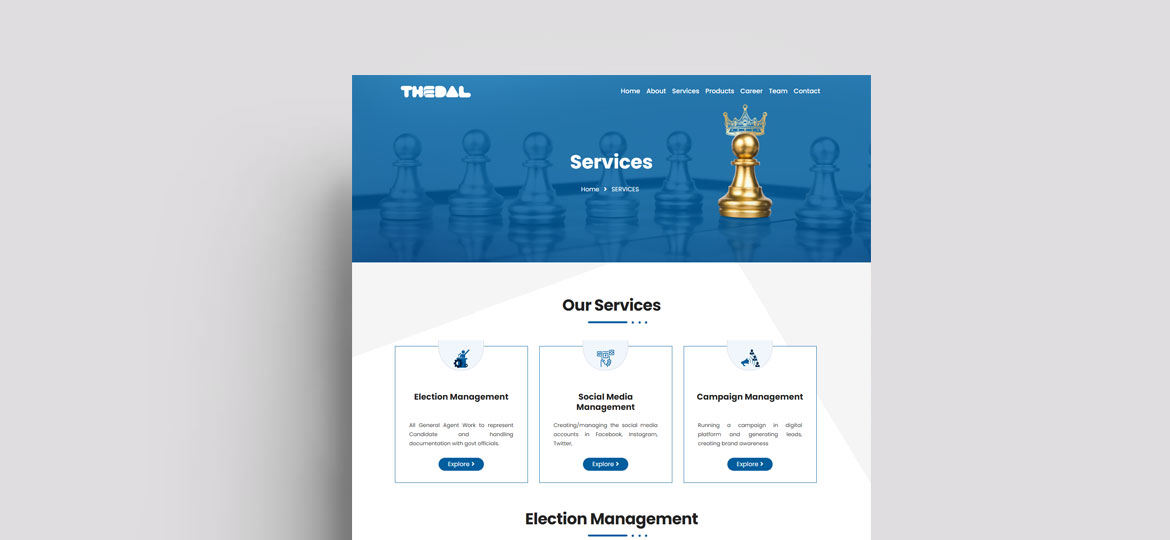 THEDAL
Home About Services Products Career Team Contact
Services
Home > SERVICES
Our Services
Election Management
All General Agent Work to represent
Candidate and handling
documentation with govt officials.
Explore >
Social Media
Management
Creating/managing the social media
accounts in Facebook, Instagram,
Twitter.
Explore >
Campaign Management
Running a campaign in digital
platform and generating leads,
creating brand awareness
Explore >
Election Management